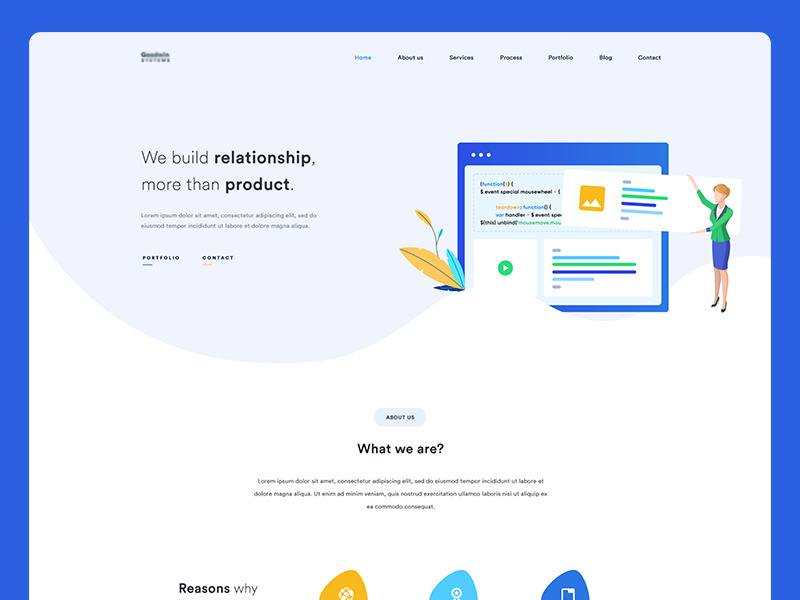 Home About us Services Process Portfolio Blog Contact
We build relationship,
more than product.
Lorem ipsum dolor sit amet, consectetur adipiscing elit, sed do
eiusmod tempor incididunt ut labore et dolore magna aliqua.
PORTFOLIO CONTACT
(function($) {
$.event.special.mousewheel = {
teardown: function() {
var handler = $.event.spec
$(this).unbind('mousemove.mou
ABOUT US
What we are?
Lorem ipsum dolor sit amet, consectetur adipiscing elit, sed do eiusmod tempor incididunt ut labore et
dolore magna aliqua. Ut enim ad minim veniam, quis nostrud exercitation ullamco laboris nisi ut aliquip ex
ea commodo consequat.
Reasons why